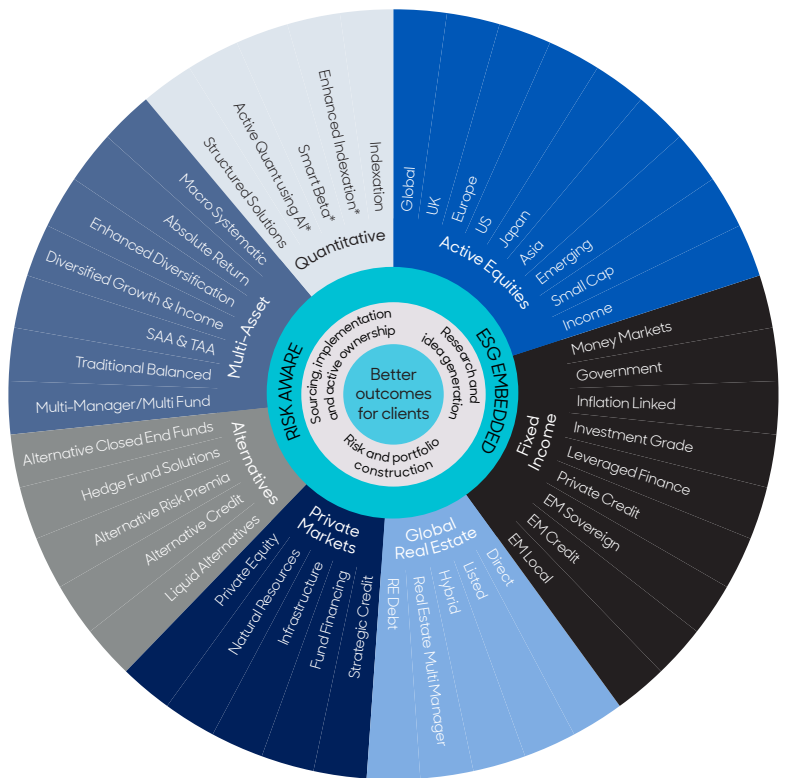 Better
outcomes
for clients
Research and
idea generation
Risk and portfolio
construction
Sourcing, implementation
and active ownership
ESG EMBEDDED
RISK AWARE
Active Equities
Global
UK
Europe
US
Japan
Asia
Emerging
Small Cap
Income
Fixed
Income
Money Markets
Government
Inflation Linked
Investment Grade
Leveraged Finance
Private Credit
EM Sovereign
EM Credit
EM Local
Global
Real Estate
Direct
Listed
Hybrid
Real Estate Multi Manager
RE Debt
Private
Markets
Strategic Credit
Fund Financing
Infrastructure
Natural Resources
Private Equity
Alternatives
Liquid Alternatives
Alternative Credit
Alternative Risk Premia
Hedge Fund Solutions
Alternative Closed End Funds
Multi-Asset
Multi-Manager/Multi Fund
Traditional Balanced
SAA & TAA
Diversified Growth & Income
Enhanced Diversification
Absolute Return
Macro Systematic
Quantitative
Structured Solutions
Active Quant using AI*
Smart Beta*
Enhanced Indexation*
Indexation